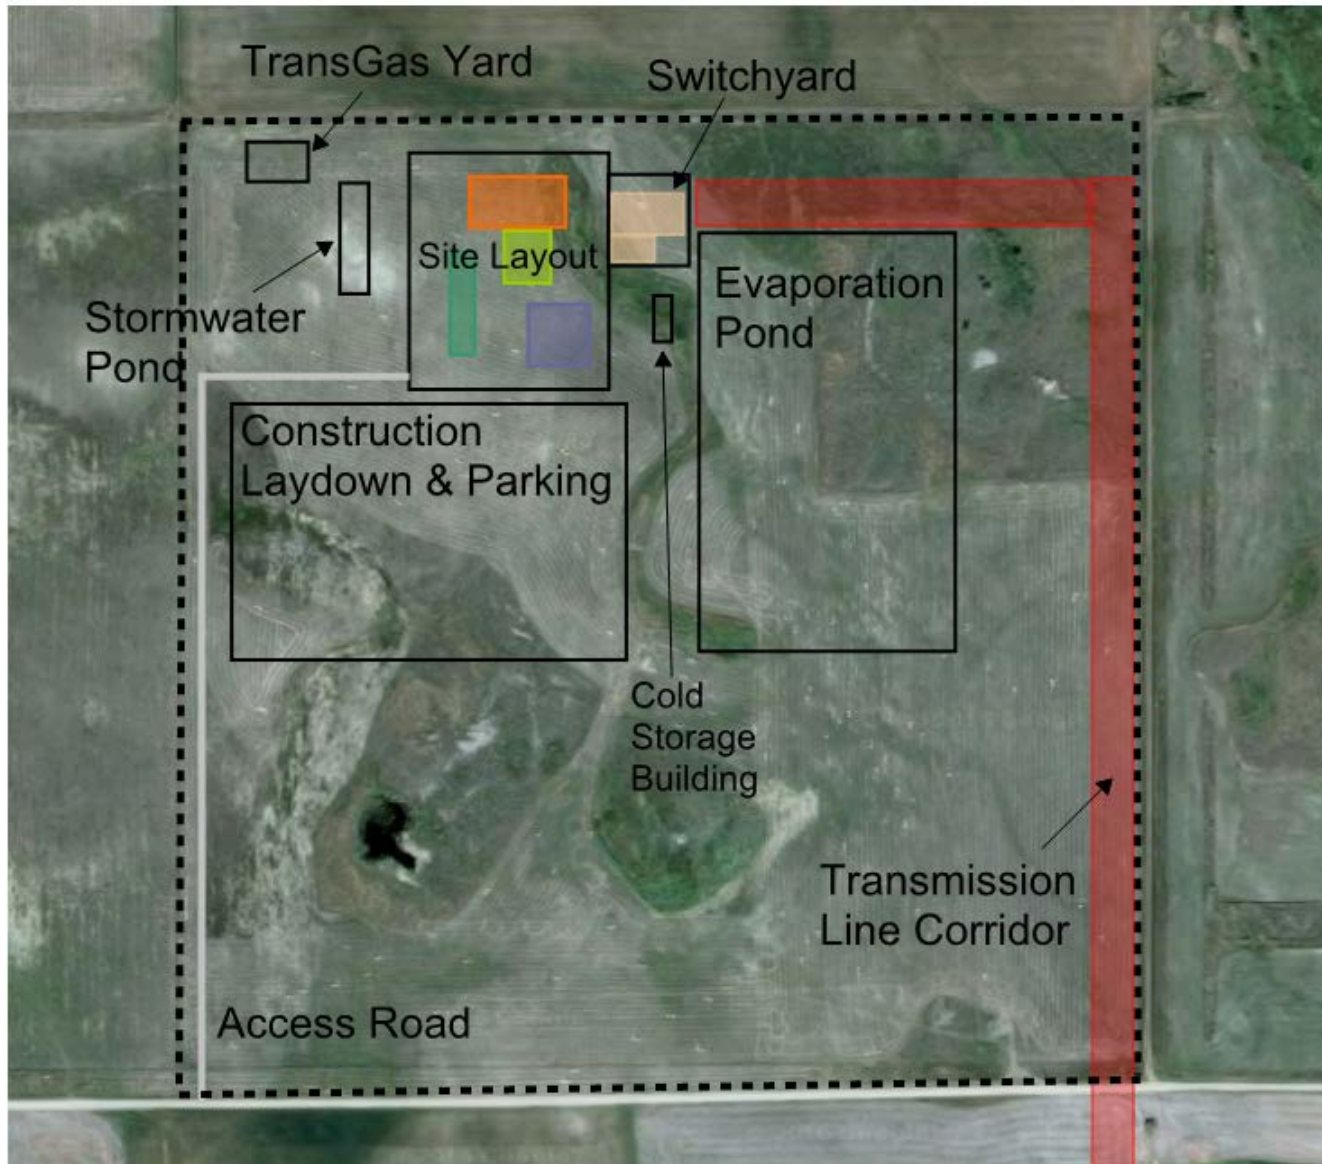 TransGas Yard
Switchyard
Site Layout
Evaporation
Pond
Stormwater
Pond
Construction
Laydown & Parking
Cold
Storage
Building
Transmission
Line Corridor
Access Road